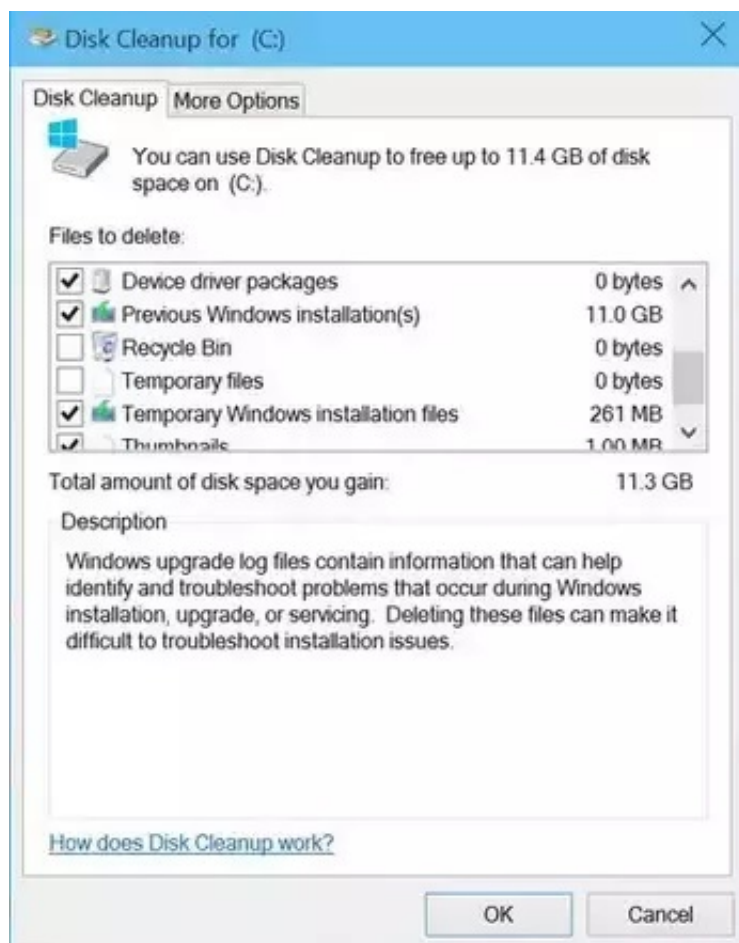 Disk Cleanup for (C:)
Disk Cleanup
More Options
You can use Disk Cleanup to free up to 11.4 GB of disk
space on (C:).
Files to delete:
Device driver packages 0 bytes
Previous Windows installation(s) 11.0 GB
Recycle Bin 0 bytes
Temporary files 0 bytes
Temporary Windows installation files 261 MB
Thumbnails 1.00 MB
Total amount of disk space you gain: 11.3 GB
Description
Windows upgrade log files contain information that can help
identify and troubleshoot problems that occur during Windows
installation, upgrade, or servicing. Deleting these files can make it
difficult to troubleshoot installation issues.
How does Disk Cleanup work?
OK
Cancel